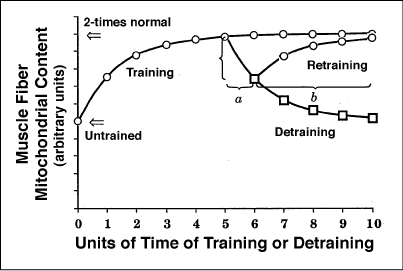 2-times normal
Training
Retraining
a
b
Detraining
Untrained
Muscle Fiber
Mitochondrial Content
(arbitrary units)
0 1 2 3 4 5 6 7 8 9 10
Units of Time of Training or Detraining